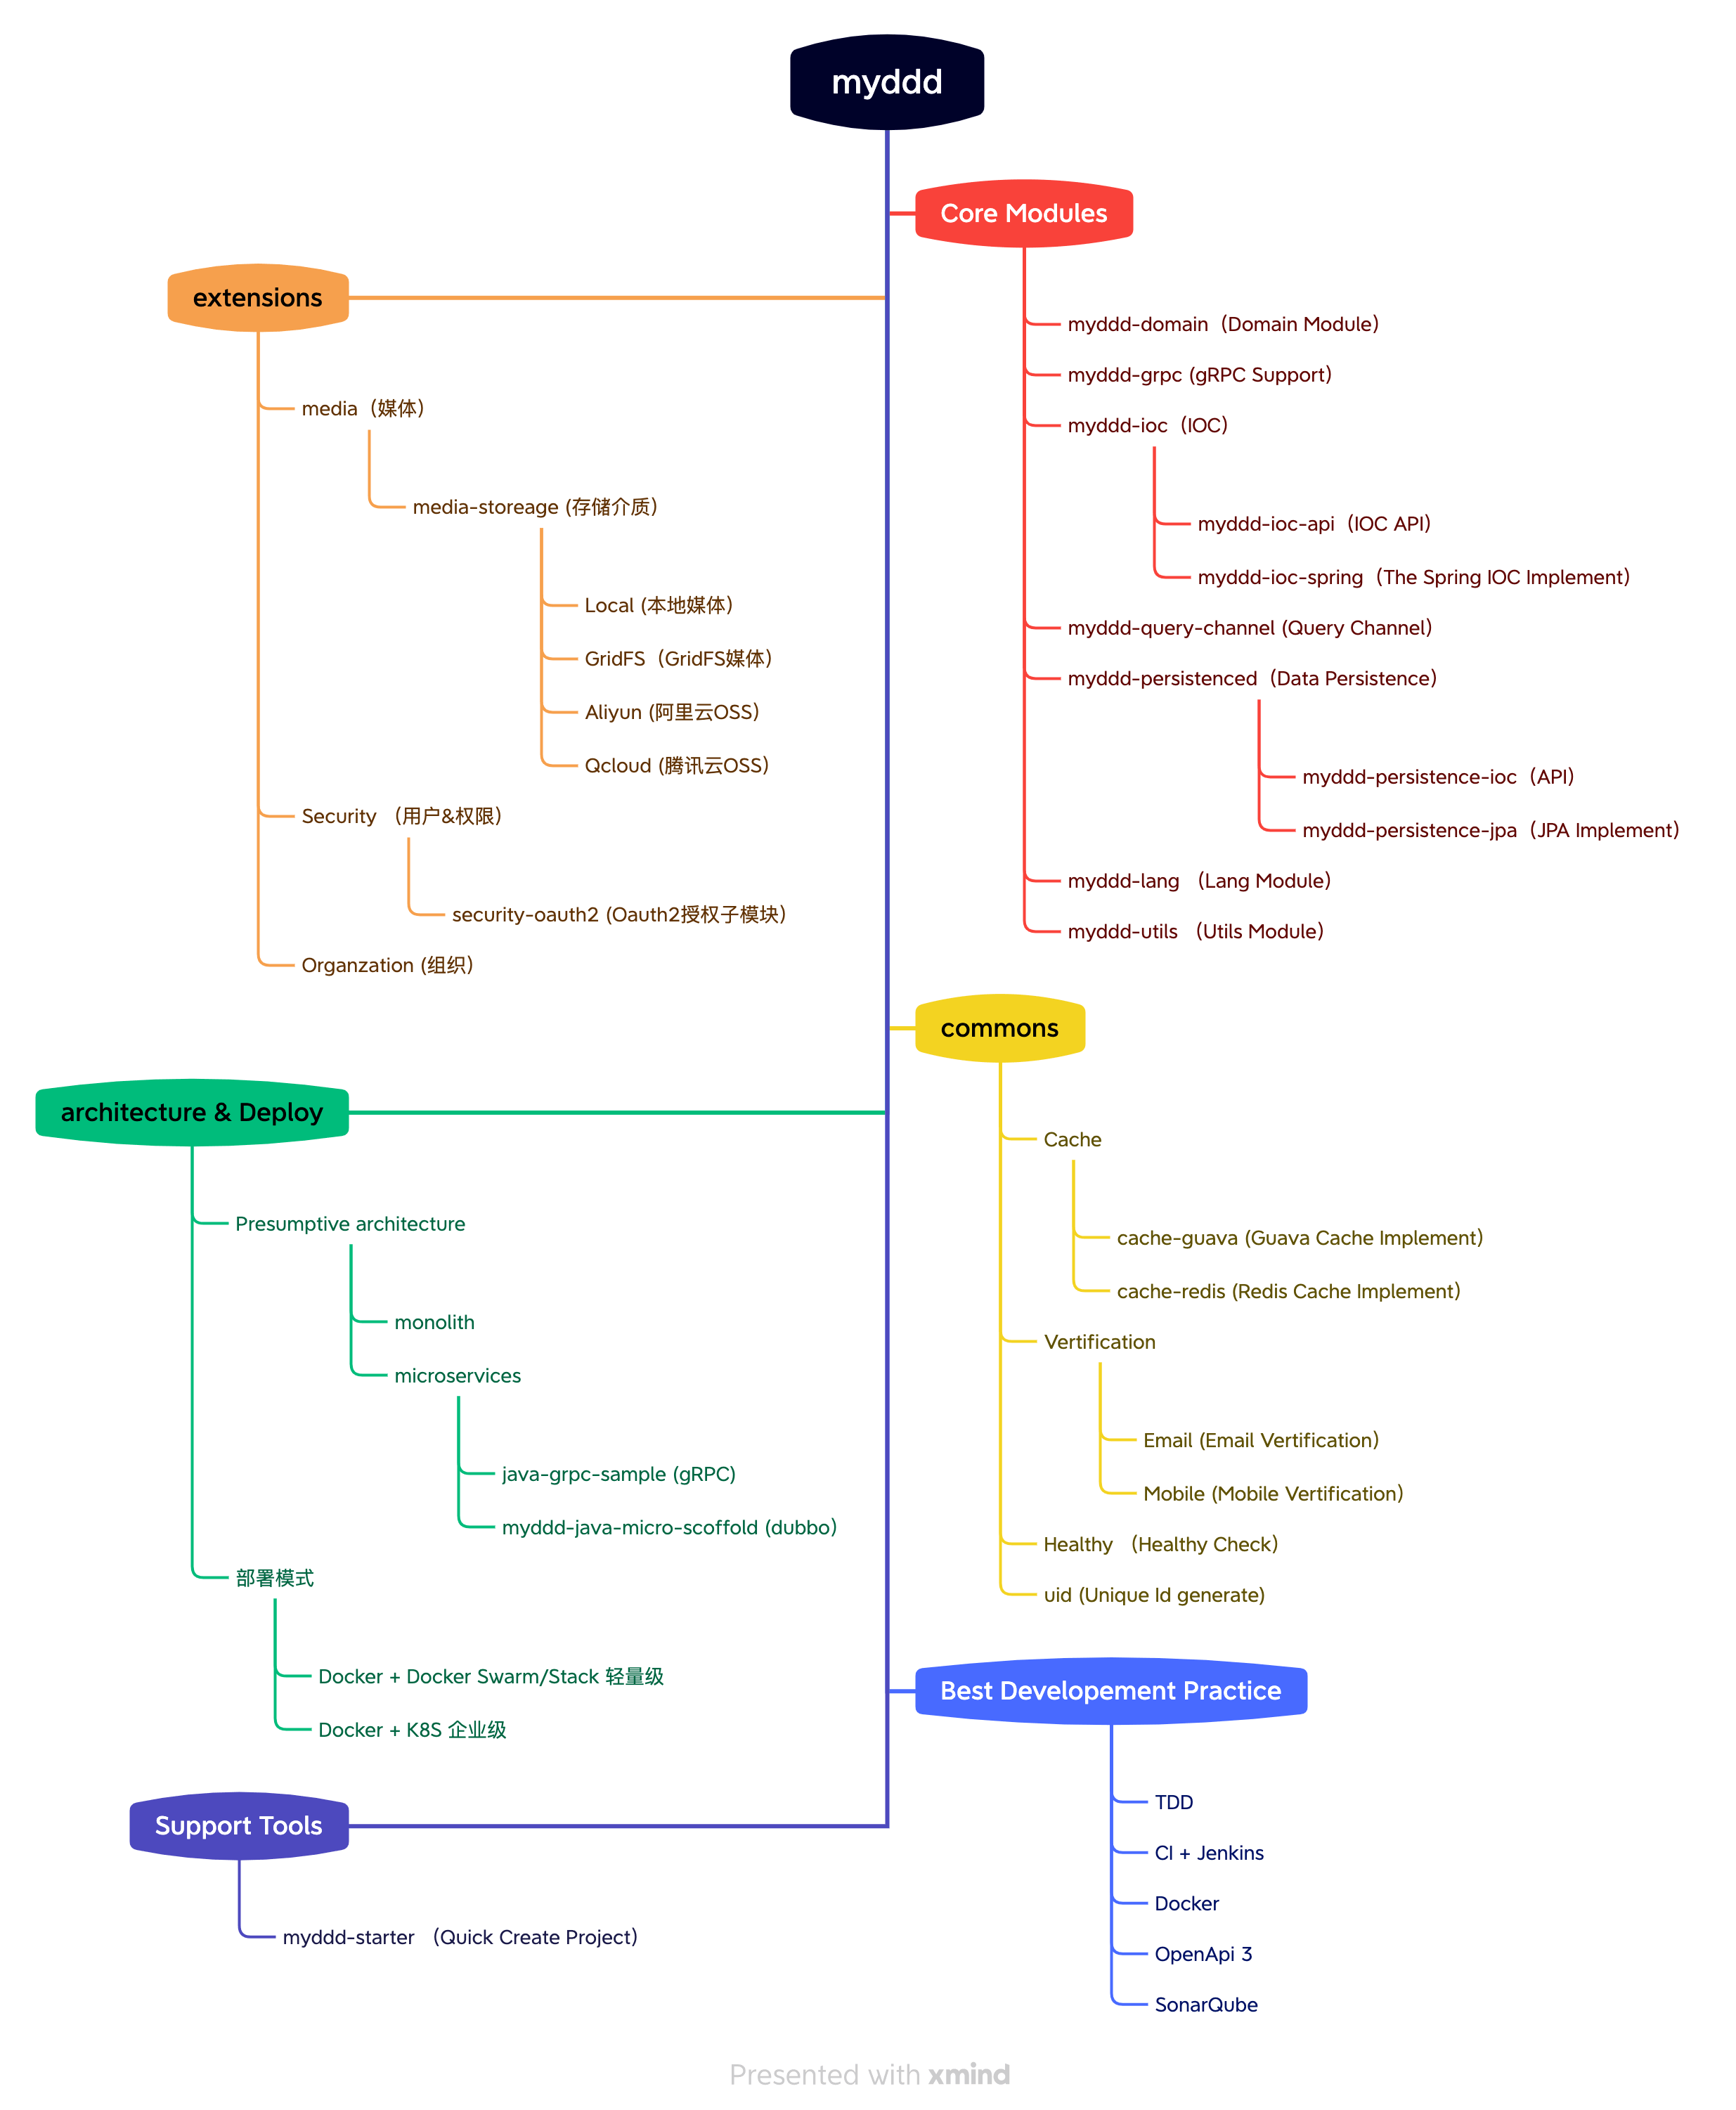 myddd
Core Modules
myddd-domain（Domain Module）
myddd-grpc (gRPC Support）
myddd-ioc（IOC）
myddd-ioc-api（IOC API）
myddd-ioc-spring（The Spring IOC Implement）
myddd-query-channel (Query Channel）
myddd-persistenced（Data Persistence）
myddd-persistence-ioc（API）
myddd-persistence-jpa（JPA Implement）
myddd-lang （Lang Module）
myddd-utils （Utils Module）
extensions
media（媒体）
media-storeage (存储介质）
Local (本地媒体）
GridFS（GridFS媒体）
Aliyun (阿里云OSS）
Qcloud (腾讯云OSS）
Security （用户&权限）
security-oauth2 (Oauth2授权子模块）
Organzation (组织）
commons
Cache
cache-guava (Guava Cache Implement）
cache-redis (Redis Cache Implement）
Vertification
Email (Email Vertification）
Mobile (Mobile Vertification）
Healthy （Healthy Check）
uid (Unique Id generate)
architecture & Deploy
Presumptive architecture
monolith
microservices
java-grpc-sample (gRPC）
myddd-java-micro-scoffold (dubbo）
部署模式
Docker + Docker Swarm/Stack 轻量级
Docker + K8S 企业级
Best Developement Practice
TDD
CI + Jenkins
Docker
OpenApi 3
SonarQube
Support Tools
myddd-starter （Quick Create Project）
Presented with xmind